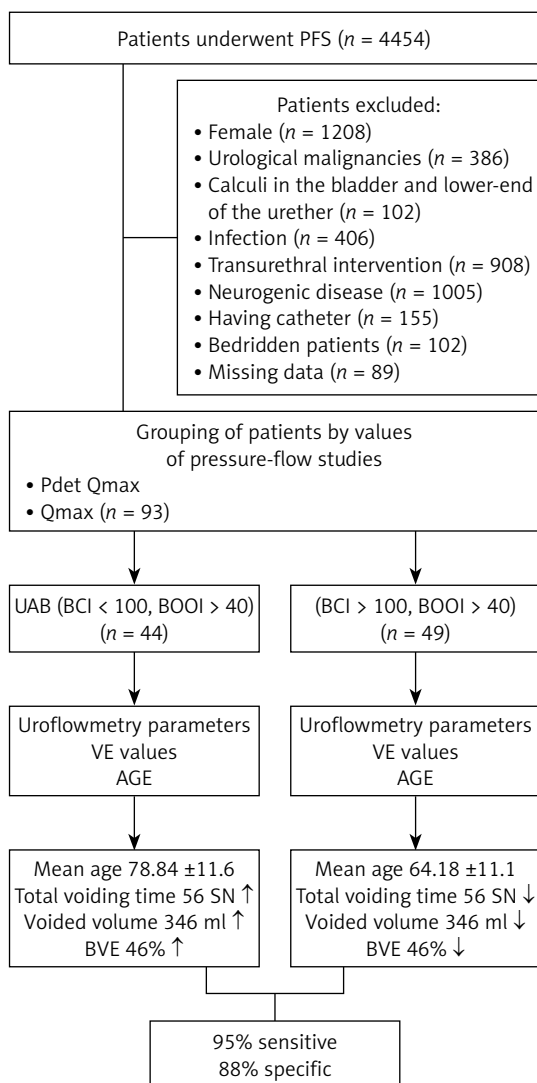 Patients underwent PFS (n = 4454)
Patients excluded:
• Female (n = 1208)
• Urological malignancies (n = 386)
• Calculi in the bladder and lower-end
of the urether (n = 102)
• Infection (n = 406)
• Transurethral intervention (n = 908)
• Neurogenic disease (n = 1005)
• Having catheter (n = 155)
• Bedridden patients (n = 102)
• Missing data (n = 89)
Grouping of patients by values
of pressure-flow studies
• Pdet Qmax
• Qmax (n = 93)
UAB (BCI < 100, BOOI > 40)
(n = 44)
(BCI > 100, BOOI > 40)
(n = 49)
Uroflowmetry parameters
VE values
AGE
Uroflowmetry parameters
VE values
AGE
Mean age 78.84 ±11.6
Total voiding time 56 SN ↑
Voided volume 346 ml ↑
BVE 46% ↑
Mean age 64.18 ±11.1
Total voiding time 56 SN ↓
Voided volume 346 ml ↓
BVE 46% ↓
95% sensitive
88% specific